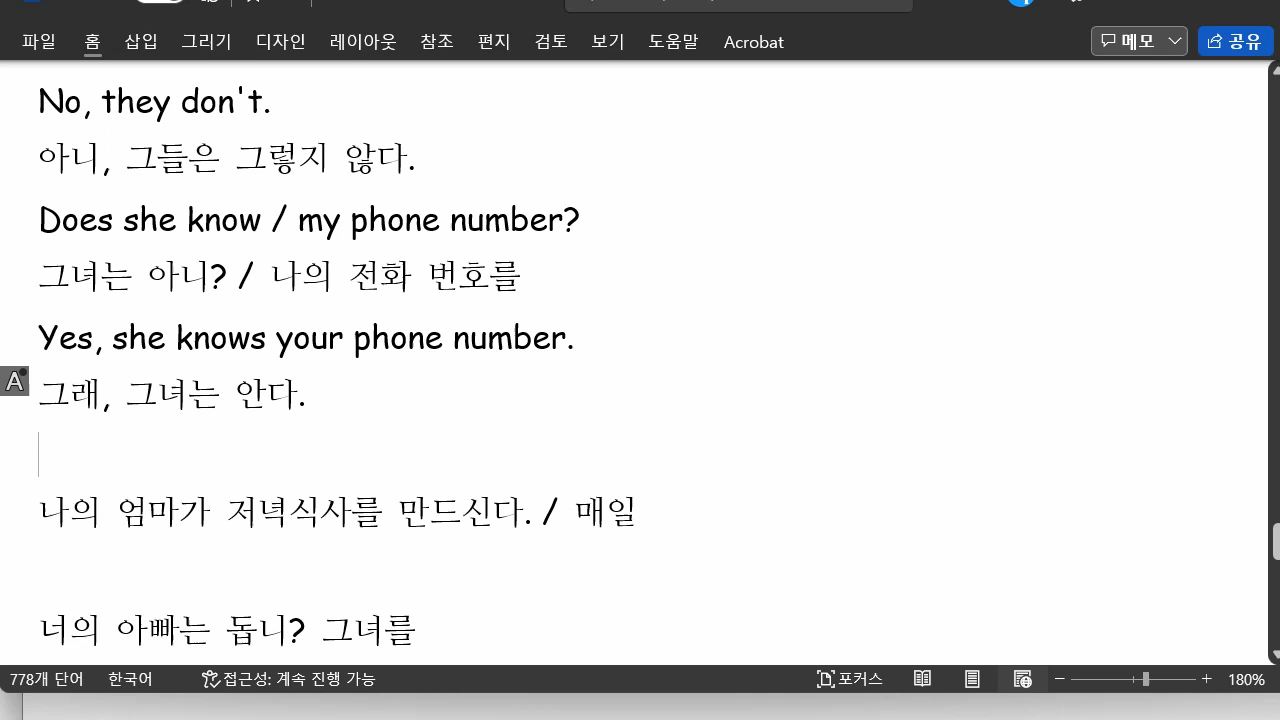 파일 홈 삽입 그리기 디자인 레이아웃 참조 편지 검토 보기 도움말 Acrobat 메모 공유
No, they don't.
아니, 그들은 그렇지 않다.
Does she know / my phone number?
그녀는 아니? / 나의 전화 번호를
Yes, she knows your phone number.
A
그래, 그녀는 안다.
나의 엄마가 저녁식사를 만드신다. / 매일
너의 아빠는 돕니? 그녀를
778개 단어 한국어 접근성: 계속 진행 가능 포커스 180%